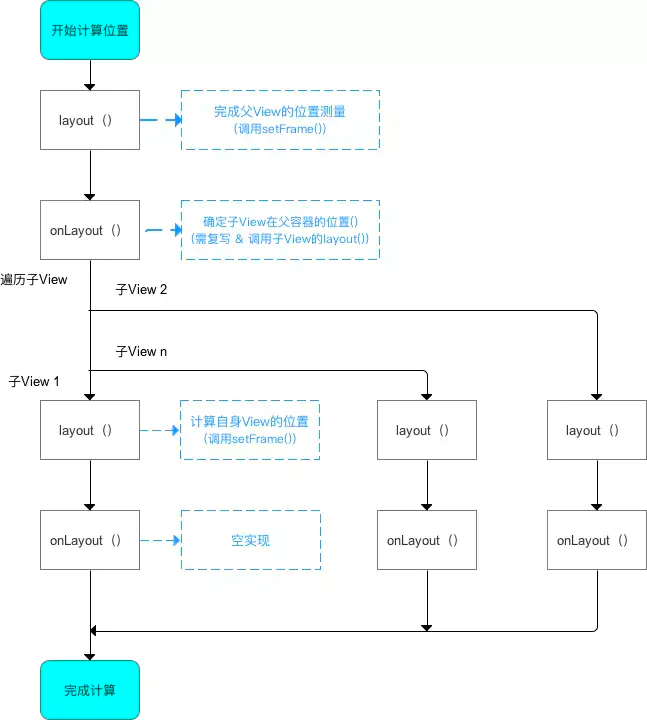 开始计算位置
layout（）
完成父View的位置测量
(调用setFrame())
onLayout（）
确定子View在父容器的位置()
(需复写 & 调用子View的layout())
遍历子View
子View 2
子View n
子View 1
layout（）
计算自身View的位置
(调用setFrame())
layout（）
layout（）
onLayout（）
空实现
onLayout（）
onLayout（）
完成计算